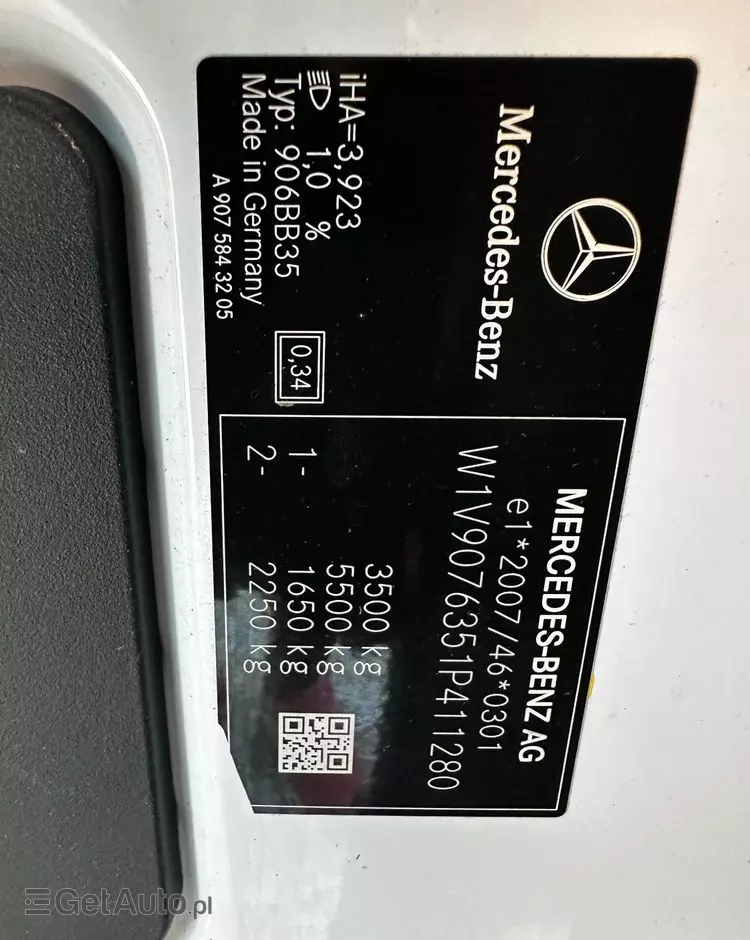 Mercedes-Benz
iHA=3,923
1,0 %
Typ: 906BB35
Made in Germany
A 907 584 32 05
0,34
MERCEDES-BENZ AG
e1*2007/46*0301
W1V9076351P411280
3500 kg
5500 kg
1- 1650 kg
2- 2250 kg
GetAuto.pl